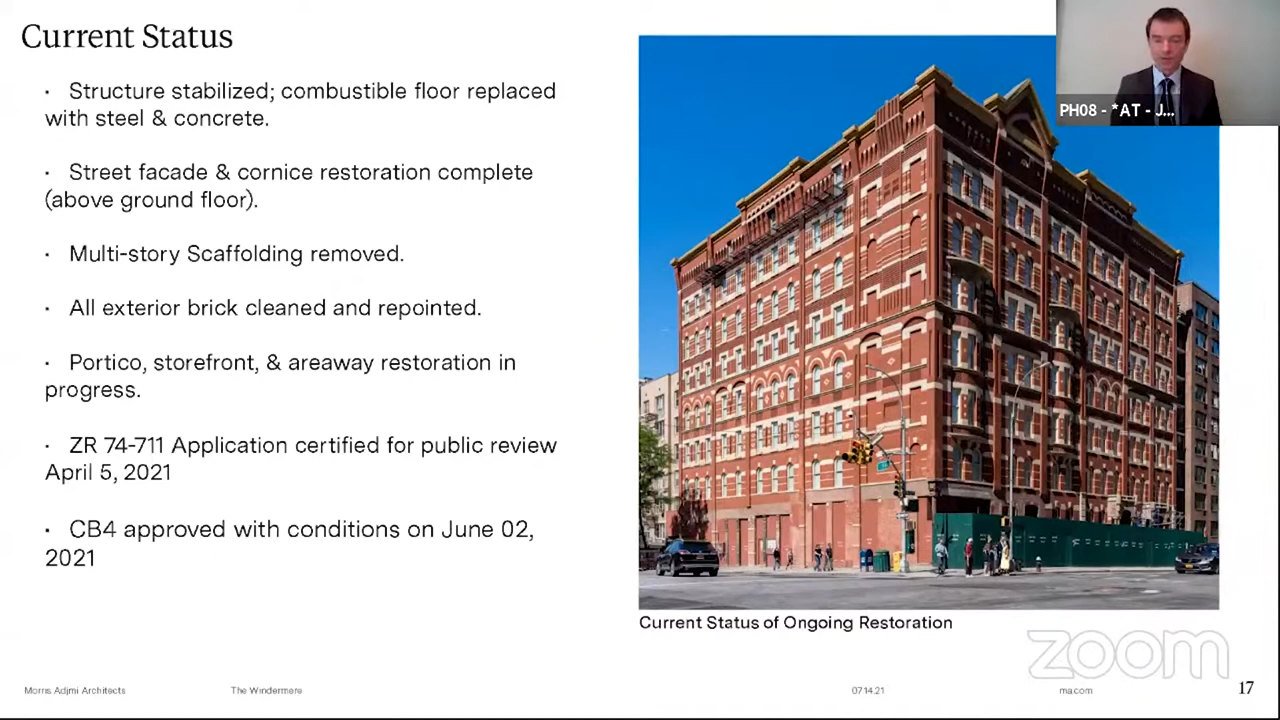 Current Status
· Structure stabilized; combustible floor replaced
with steel & concrete.
· Street facade & cornice restoration complete
(above ground floor).
· Multi-story Scaffolding removed.
· All exterior brick cleaned and repointed.
· Portico, storefront, & areaway restoration in
progress.
· ZR 74-711 Application certified for public review
April 5, 2021
· CB4 approved with conditions on June 02,
2021
PH08 - *AT - J...
Current Status of Ongoing Restoration
zoom
Morris Adjmi Architects
The Windermere
07.14.21
ma.com
17